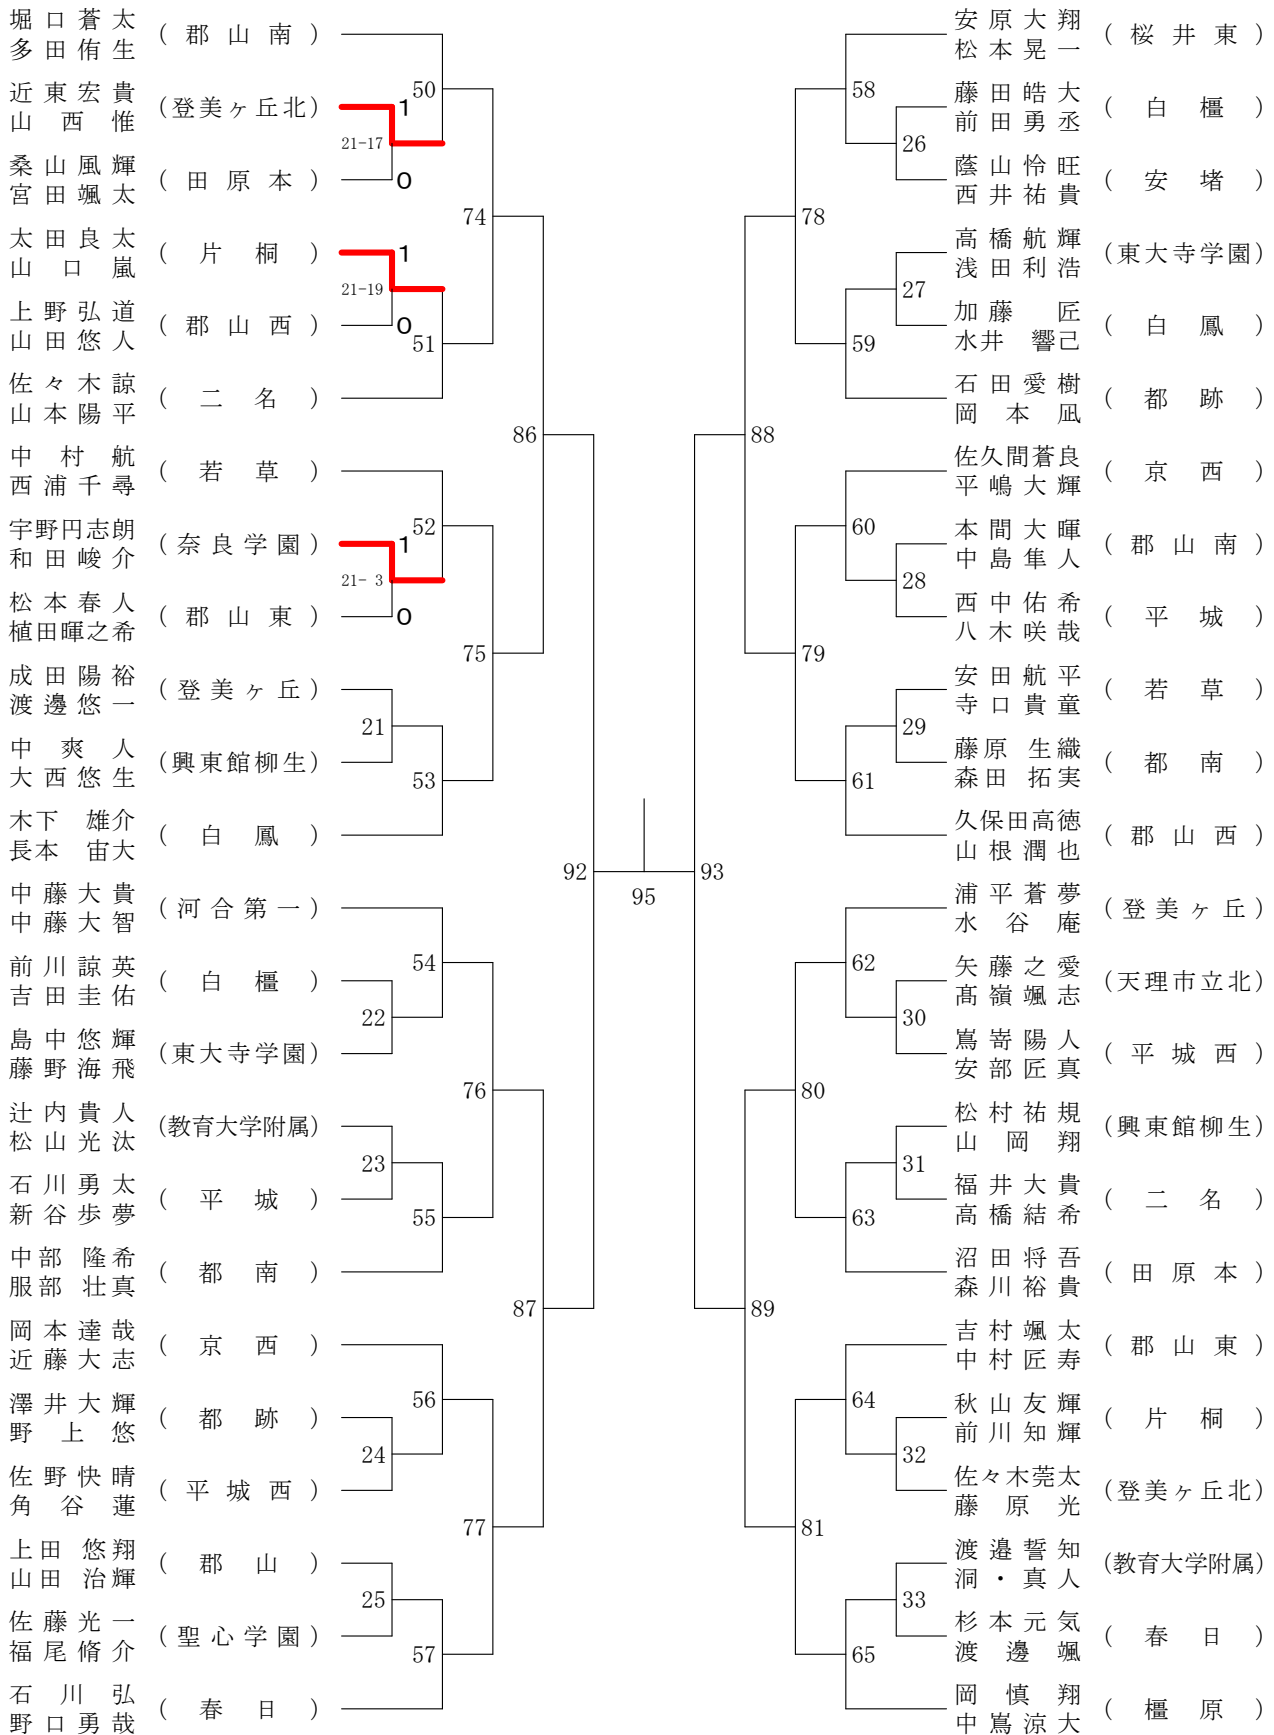 堀口蒼太
多田侑生
(郡山南)
50
近東宏貴
山西惟
(登美ヶ丘北)
1
21-17
桑山風輝
宮田颯太
(田原本)
0
74
太田良太
山口嵐
(片桐)
1
21-19
上野弘道
山田悠人
(郡山西)
0
51
佐々木諒
山本陽平
(二名)
86
中村航
西浦千尋
(若草)
52
宇野円志朗
和田峻介
(奈良学園)
1
21- 3
松本春人
植田暉之希
(郡山東)
0
75
成田陽裕
渡邊悠一
(登美ヶ丘)
21
中爽人
大西悠生
(興東館柳生)
53
木下 雄介
長本 宙大
(白鳳)
92
中藤大貴
中藤大智
(河合第一)
54
前川諒英
吉田圭佑
(白橿)
22
島中悠輝
藤野海飛
(東大寺学園)
76
辻内貴人
松山光汰
(教育大学附属)
23
石川勇太
新谷歩夢
(平城)
55
中部 隆希
服部 壮真
(都南)
87
岡本達哉
近藤大志
(京西)
56
澤井大輝
野上悠
(都跡)
24
佐野快晴
角谷蓮
(平城西)
77
上田 悠翔
山田 治輝
(郡山)
25
佐藤光一
福尾脩介
(聖心学園)
57
石川弘
野口勇哉
(春日)
95
安原大翔
松本晃一
(桜井東)
58
藤田皓大
前田勇丞
(白橿)
26
蔭山怜旺
西井祐貴
(安堵)
78
高橋航輝
浅田利浩
(東大寺学園)
27
加藤 匠
水井 響己
(白鳳)
59
石田愛樹
岡本凪
(都跡)
88
佐久間蒼良
平嶋大輝
(京西)
60
本間大暉
中島隼人
(郡山南)
28
西中佑希
八木咲哉
(平城)
79
安田航平
寺口貴童
(若草)
29
藤原 生織
森田 拓実
(都南)
61
久保田高徳
山根潤也
(郡山西)
93
浦平蒼夢
水谷庵
(登美ヶ丘)
62
矢藤之愛
髙嶺颯志
(天理市立北)
30
嶌嵜陽人
安部匠真
(平城西)
80
松村祐規
山岡翔
(興東館柳生)
31
福井大貴
高橋結希
(二名)
63
沼田将吾
森川裕貴
(田原本)
89
吉村颯太
中村匠寿
(郡山東)
64
秋山友輝
前川知輝
(片桐)
32
佐々木莞太
藤原光
(登美ヶ丘北)
81
渡邉誓知
洞・真人
(教育大学附属)
33
杉本元気
渡邊颯
(春日)
65
岡慎翔
中嶌涼大
(橿原)